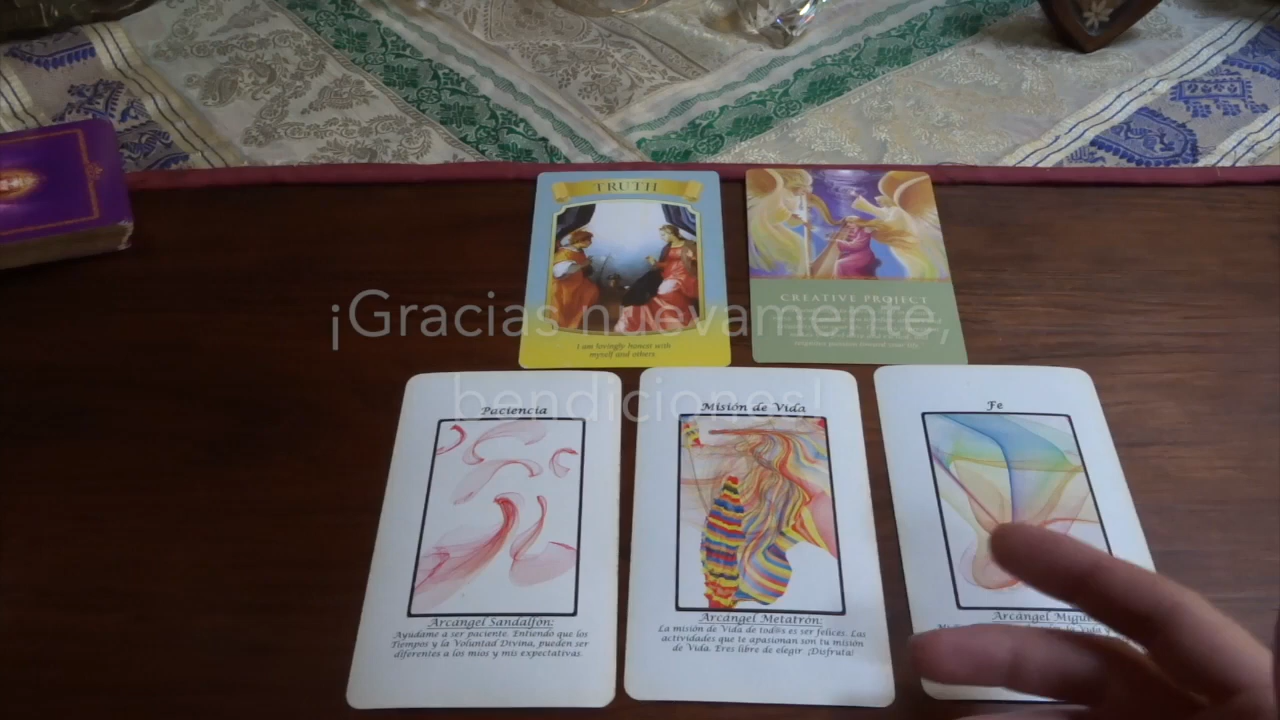 TRUTH
I am lovingly honest with
myself and others.
CREATIVE PROJECT
¡Gracias nuevamente,
bendiciones!
Paciencia
Arcángel Sandalfón:
Ayúdame a ser paciente. Entiendo que los
Tiempos y la Voluntad Divina, pueden ser
diferentes a los míos y mis expectativas.
Misión de Vida
Arcángel Metatrón:
La misión de Vida de tod@s es ser felices. Las
actividades que te apasionan son tu misión
de Vida. Eres libre de elegir ¡Disfruta!
Fe
Arcángel